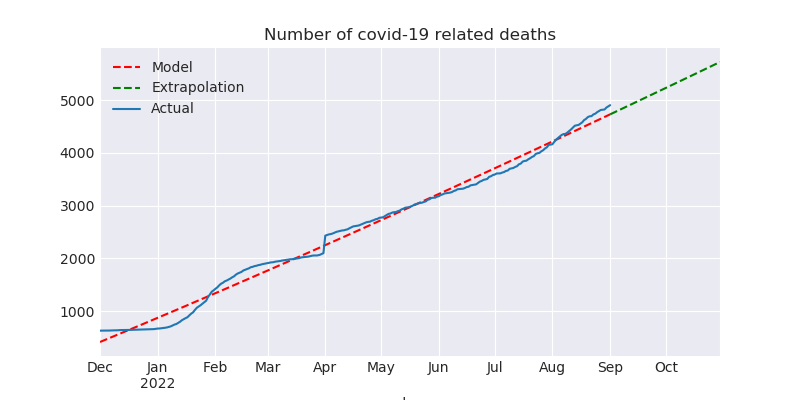 Number of covid-19 related deaths
Model
Extrapolation
Actual
5000
4000
3000
2000
1000
Dec Jan Feb Mar Apr May Jun Jul Aug Sep Oct
2022